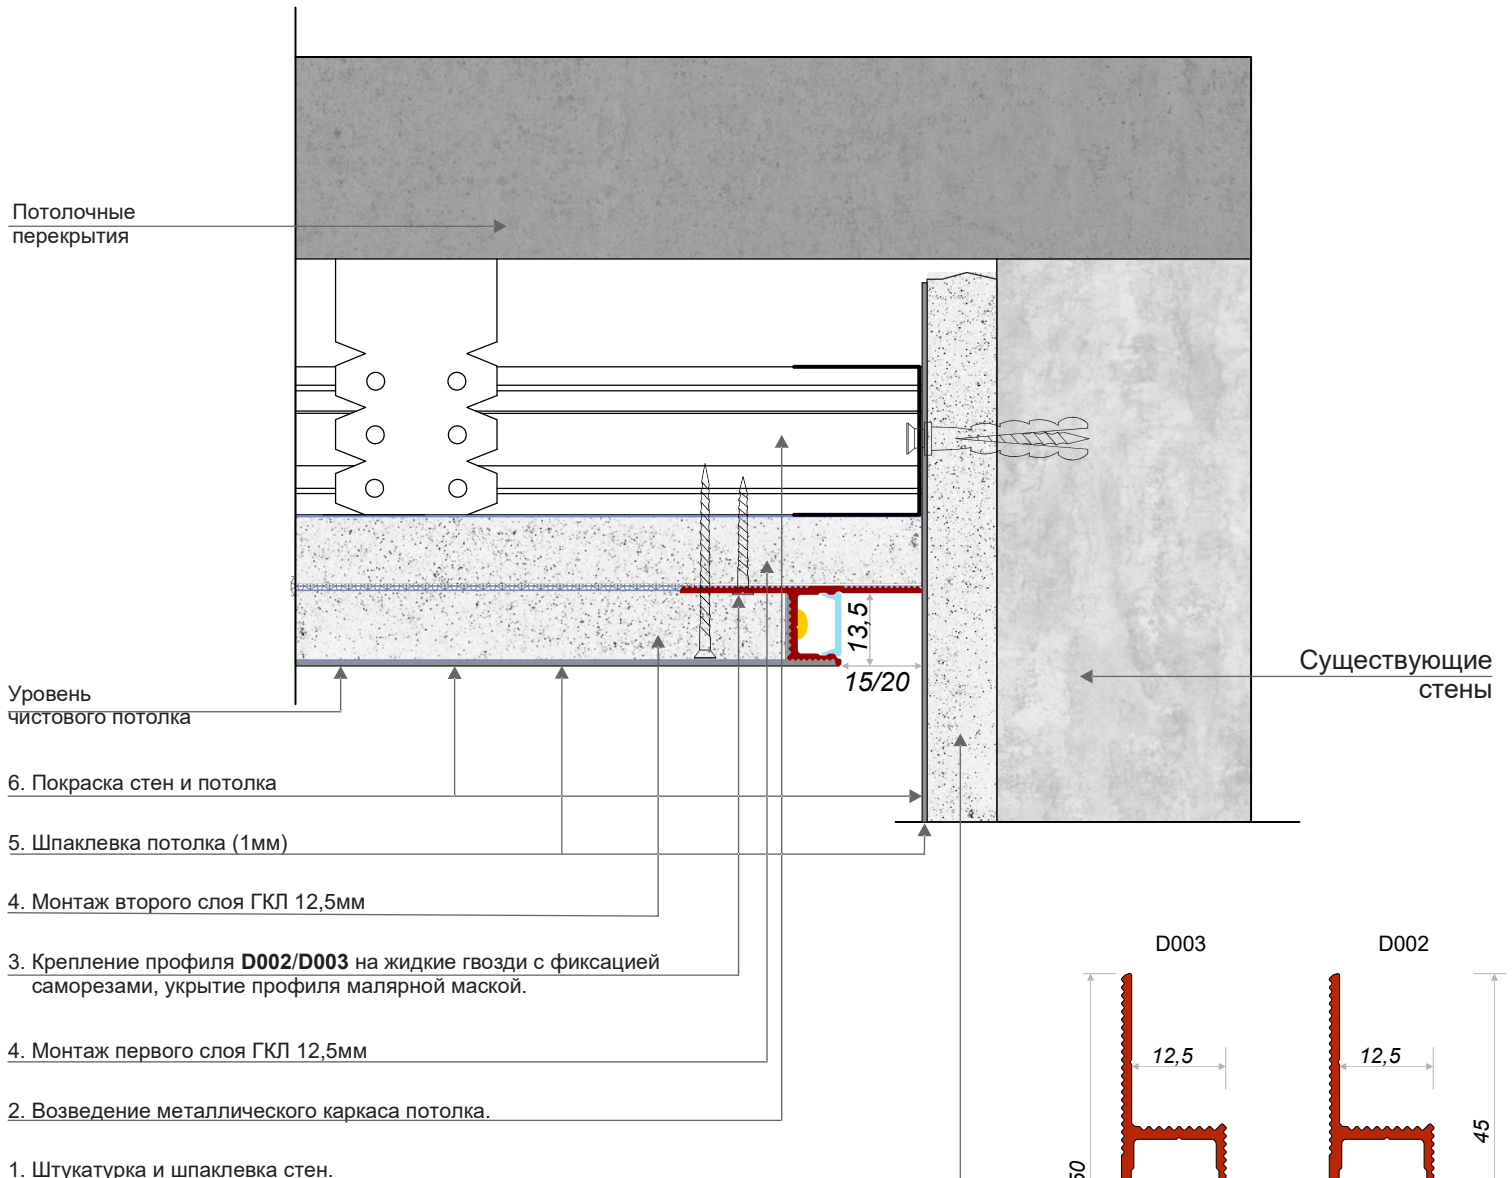 Потолочные
перекрытия
13,5
15/20
Существующие
стены
Уровень
чистового потолка
6. Покраска стен и потолка
5. Шпаклевка потолка (1мм)
4. Монтаж второго слоя ГКЛ 12,5мм
3. Крепление профиля D002/D003 на жидкие гвозди с фиксацией
саморезами, укрытие профиля малярной маской.
4. Монтаж первого слоя ГКЛ 12,5мм
2. Возведение металлического каркаса потолка.
1. Штукатурка и шпаклевка стен.
D003
D002
12,5
12,5
45
50